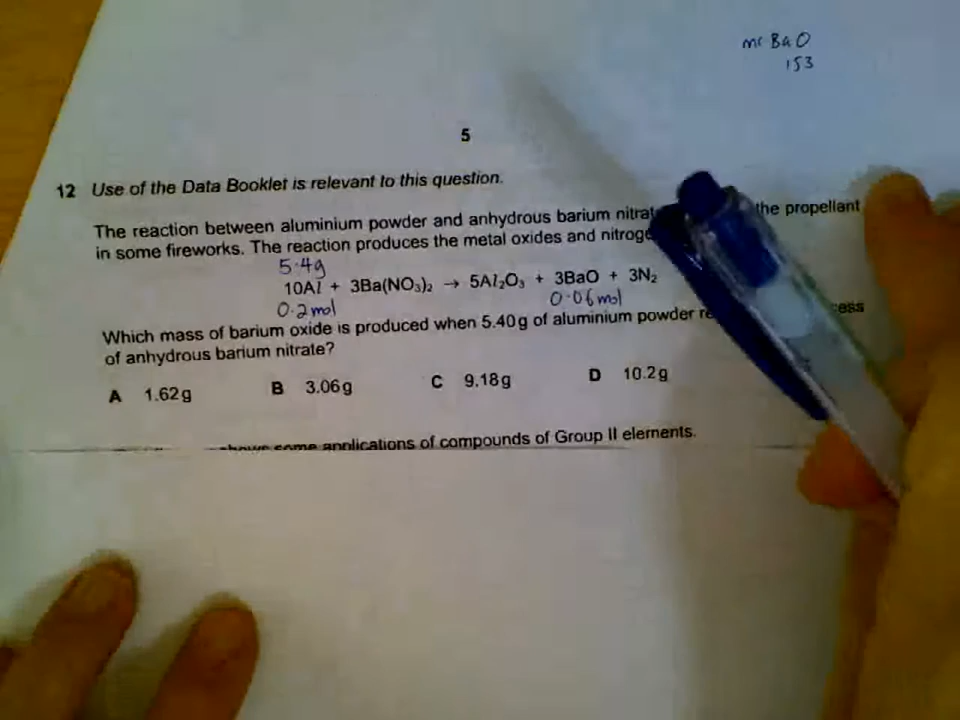 mr BaO
153
5
12 Use of the Data Booklet is relevant to this question.
The reaction between aluminium powder and anhydrous barium the propellant
in some fireworks. The reaction produces the metal oxides and
5.4g
10Al + 3Ba(NO₃)₂ → 5Al₂O₃ + 3BaO + 3N₂
0.2mol 0.06mol
Which mass of barium oxide is produced when 5.40g of aluminium powder
of anhydrous barium nitrate?
A 1.62g B 3.06g C 9.18g D 10.2g
some applications of compounds of Group II elements.